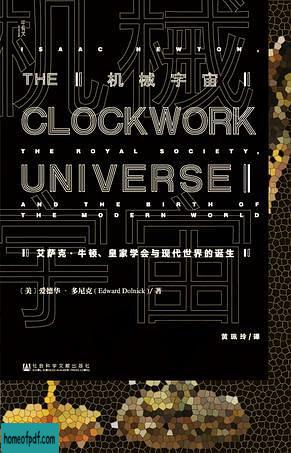 机械
ISAAC NEWTON,
THE 机械宇宙
CLOCKWORK
THE ROYAL SOCIETY,
UNIVERSE
AND THE BIRTH OF
THE MODERN WORLD
宇宙
艾萨克·牛顿、皇家学会与现代世界的诞生
〔美〕爱德华·多尼克(Edward Dolnick)/著
黄珮玲/译
社会科学文献出版社
homeofpdf.com